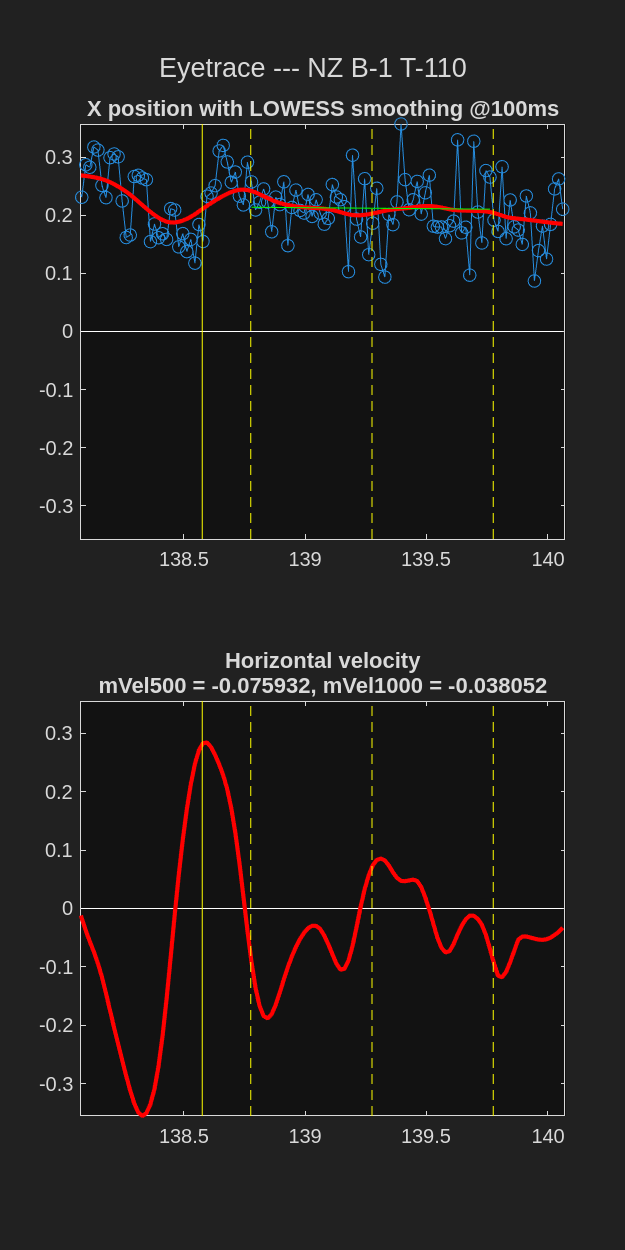 Eyetrace --- NZ B-1 T-110
X position with LOWESS smoothing @100ms
0.3
0.2
0.1
0
-0.1
-0.2
-0.3
138.5 139 139.5 140
Horizontal velocity
mVel500 = -0.075932, mVel1000 = -0.038052
0.3
0.2
0.1
0
-0.1
-0.2
-0.3
138.5 139 139.5 140